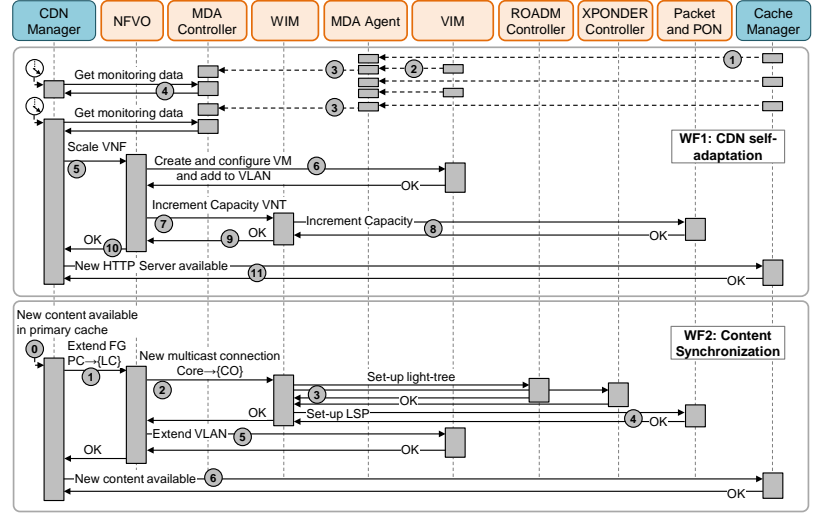 CDN
Manager
NFVO
MDA
Controller
WIM
MDA Agent
VIM
ROADM
Controller
XPONDER
Controller
Packet
and PON
Cache
Manager
1
3
2
Get monitoring data
4
3
Get monitoring data
WF1: CDN self-
adaptation
Scale VNF
5
Create and configure VM
6
and add to VLAN
OK
Increment Capacity VNT
7
Increment Capacity
8
OK
9
OK
OK
10
New HTTP Server available
11
OK
New content available
in primary cache
0
Extend FG
PC→{LC}
1
WF2: Content
Synchronization
New multicast connection
Core→{CO}
2
Set-up light-tree
3
OK
OK
Set-up LSP
4
OK
Extend VLAN
5
OK
OK
New content available
6
OK